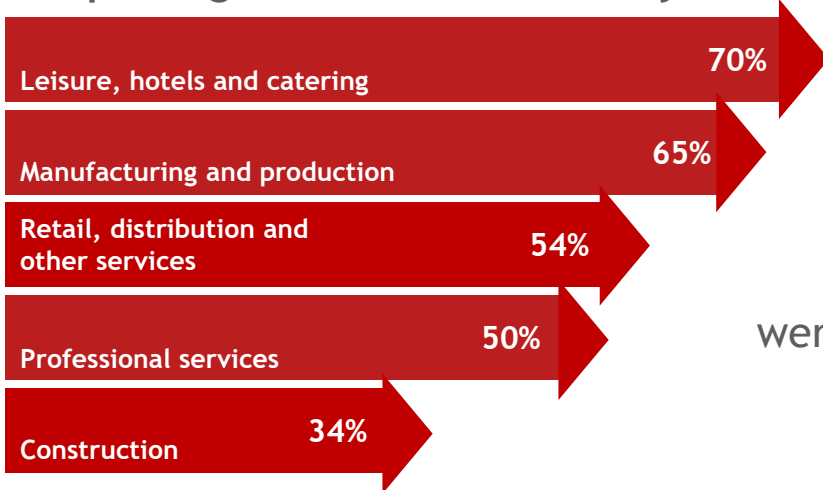 Leisure, hotels and catering 70%
Manufacturing and production 65%
Retail, distribution and
other services 54%
Professional services 50%
wer
Construction 34%